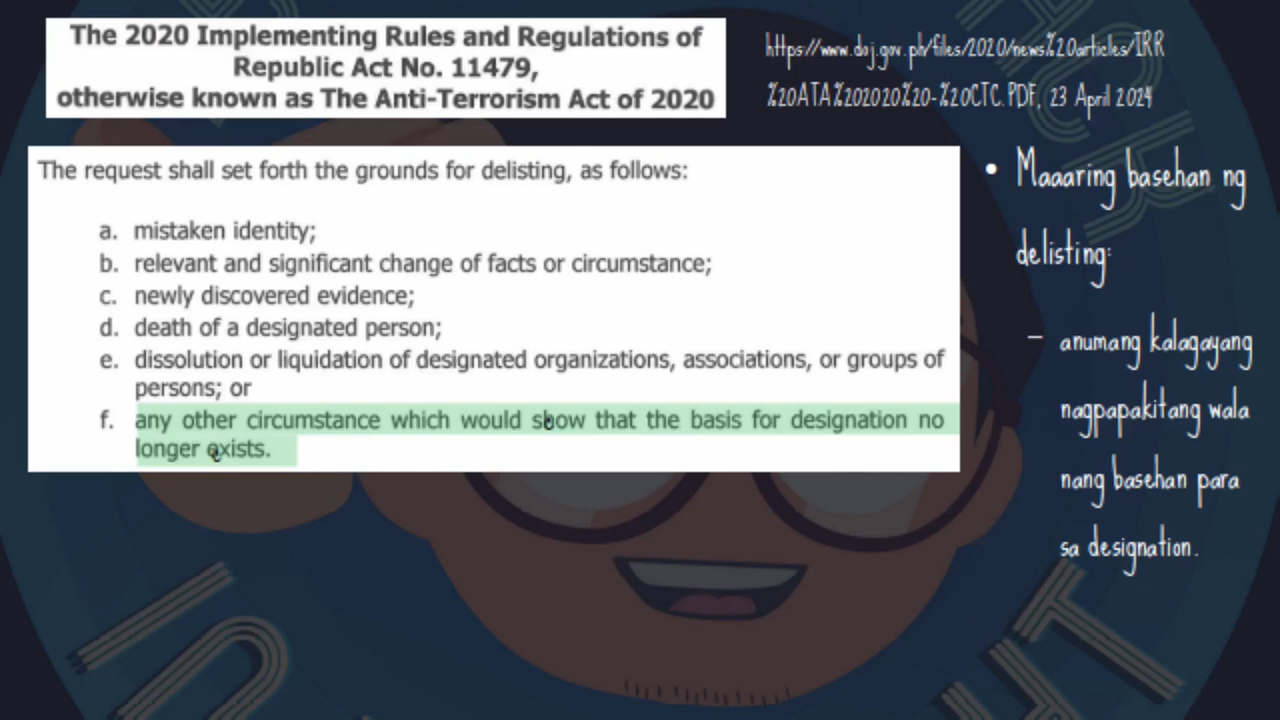 The 2020 Implementing Rules and Regulations of
Republic Act No. 11479,
otherwise known as The Anti-Terrorism Act of 2020
https://www.doj.gov.ph/files/2020/news%20articles/IRR
%20ATA%202020%20-%20CTC.PDF, 23 April 2024
The request shall set forth the grounds for delisting, as follows:
a. mistaken identity;
b. relevant and significant change of facts or circumstance;
c. newly discovered evidence;
d. death of a designated person;
e. dissolution or liquidation of designated organizations, associations, or groups of
persons; or
f. any other circumstance which would show that the basis for designation no
longer exists.
• Maaaring basehan ng
delisting:
– anumang kalagayang
nagpapakitang wala
nang basehan para
sa designation.